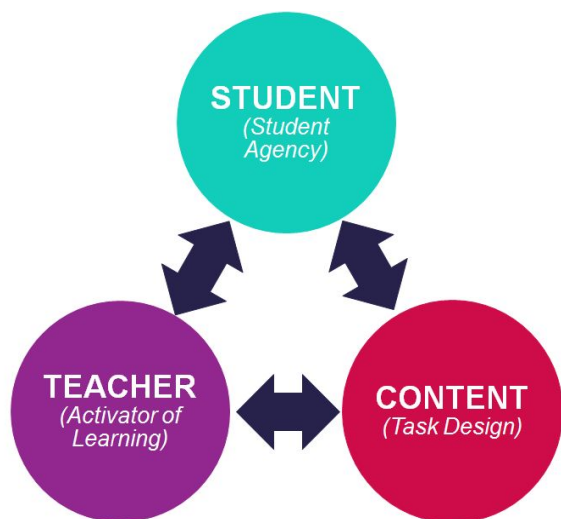 STUDENT
(Student
Agency)
TEACHER
(Activator of
Learning)
CONTENT
(Task Design)